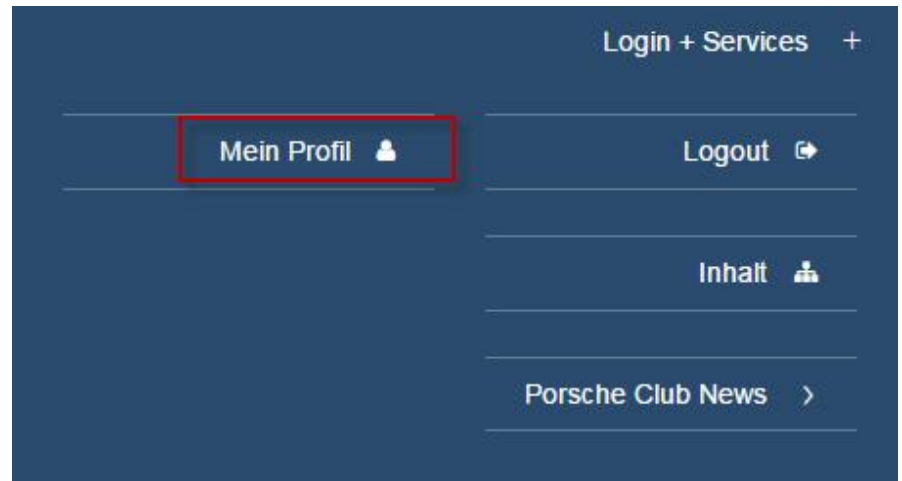 Login + Services +
Mein Profil
Logout
Inhalt
Porsche Club News